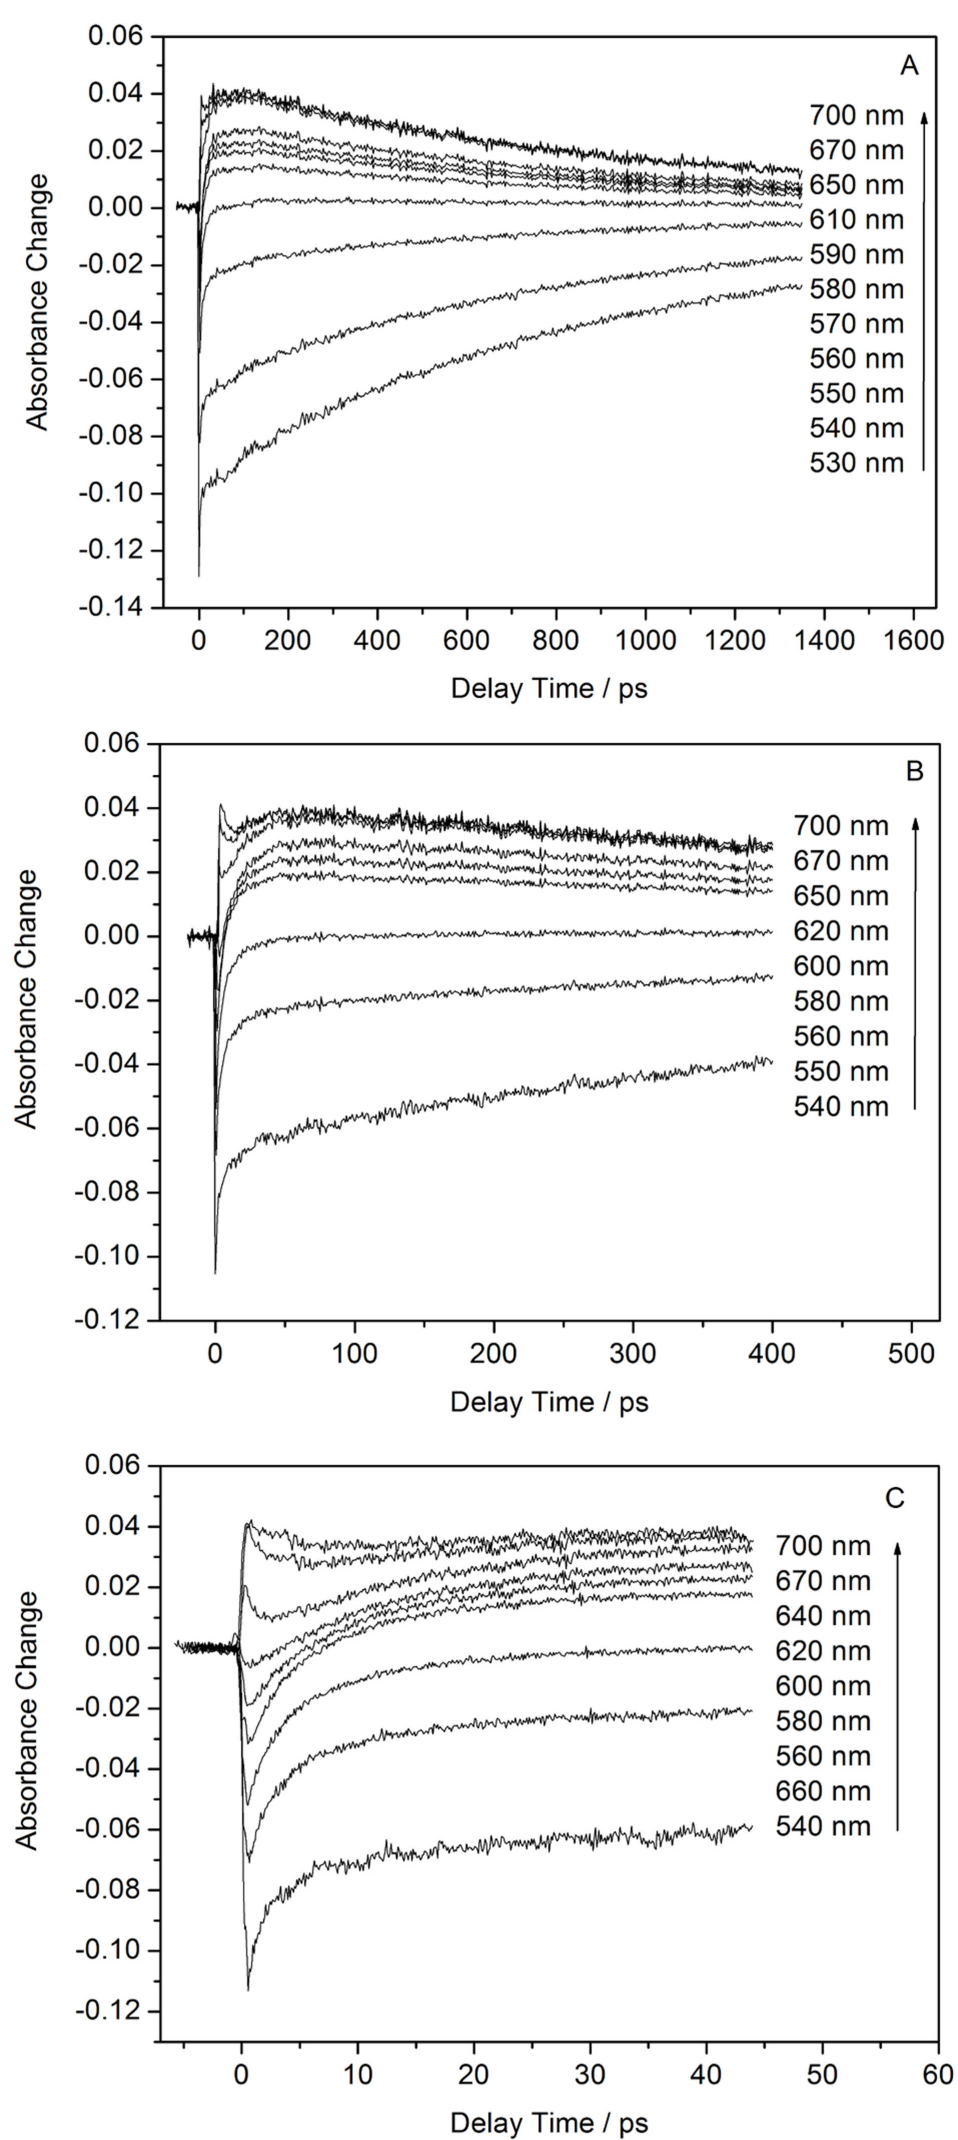 A
0.06
0.04
0.02
0.00
-0.02
-0.04
-0.06
-0.08
-0.10
-0.12
-0.14
Absorbance Change
700 nm
670 nm
650 nm
610 nm
590 nm
580 nm
570 nm
560 nm
550 nm
540 nm
530 nm
0 200 400 600 800 1000 1200 1400 1600
Delay Time / ps
B
0.06
0.04
0.02
0.00
-0.02
-0.04
-0.06
-0.08
-0.10
-0.12
Absorbance Change
700 nm
670 nm
650 nm
620 nm
600 nm
580 nm
560 nm
550 nm
540 nm
0 100 200 300 400 500
Delay Time / ps
C
0.06
0.04
0.02
0.00
-0.02
-0.04
-0.06
-0.08
-0.10
-0.12
Absorbance Change
700 nm
670 nm
640 nm
620 nm
600 nm
580 nm
560 nm
660 nm
540 nm
0 10 20 30 40 50 60
Delay Time / ps